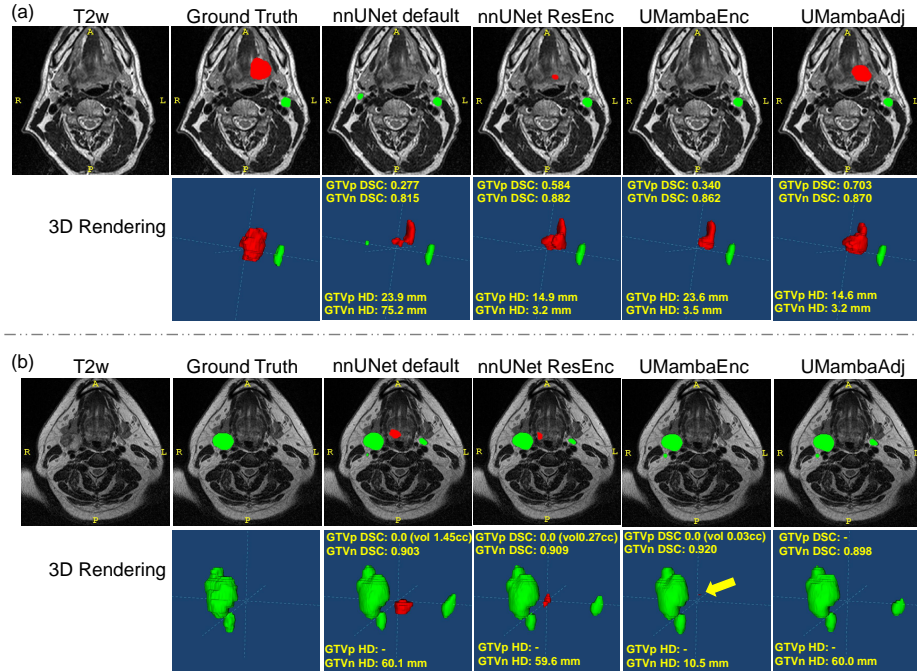 (a)
T2w Ground Truth nnUNet default nnUNet ResEnc UMambaEnc UMambaAdj
A A A A A A
R L R L R L R L R L R L
P P P P P P
3D Rendering
GTVp DSC: 0.277 GTVp DSC: 0.584 GTVp DSC: 0.340 GTVp DSC: 0.703
GTVn DSC: 0.815 GTVn DSC: 0.882 GTVn DSC: 0.862 GTVn DSC: 0.870
GTVp HD: 23.9 mm GTVp HD: 14.9 mm GTVp HD: 23.6 mm GTVp HD: 14.6 mm
GTVn HD: 75.2 mm GTVn HD: 3.2 mm GTVn HD: 3.5 mm GTVn HD: 3.2 mm
(b)
T2w Ground Truth nnUNet default nnUNet ResEnc UMambaEnc UMambaAdj
A A A A A A
R L R L R L R L R L R L
P P P P P P
3D Rendering
GTVp DSC: 0.0 (vol 1.45cc) GTVp DSC: 0.0 (vol0.27cc) GTVp DSC 0.0 (vol 0.03cc) GTVp DSC: -
GTVn DSC: 0.903 GTVn DSC: 0.909 GTVn DSC: 0.920 GTVn DSC: 0.898
GTVp HD: - GTVp HD: - GTVp HD: - GTVp HD: -
GTVn HD: 60.1 mm GTVn HD: 59.6 mm GTVn HD: 10.5 mm GTVn HD: 60.0 mm